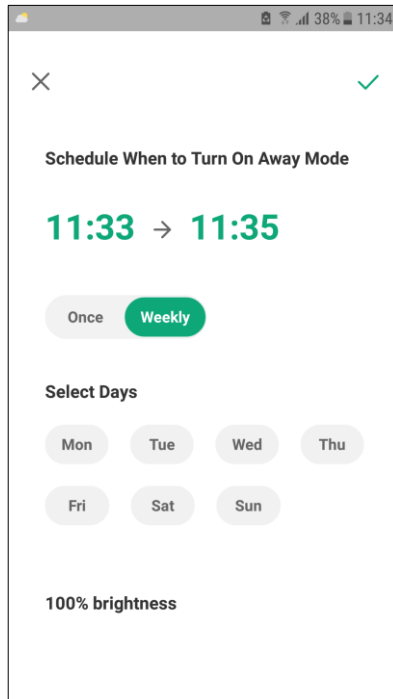 38% 11:34
Schedule When to Turn On Away Mode
11:33 → 11:35
Once Weekly
Select Days
Mon Tue Wed Thu
Fri Sat Sun
100% brightness